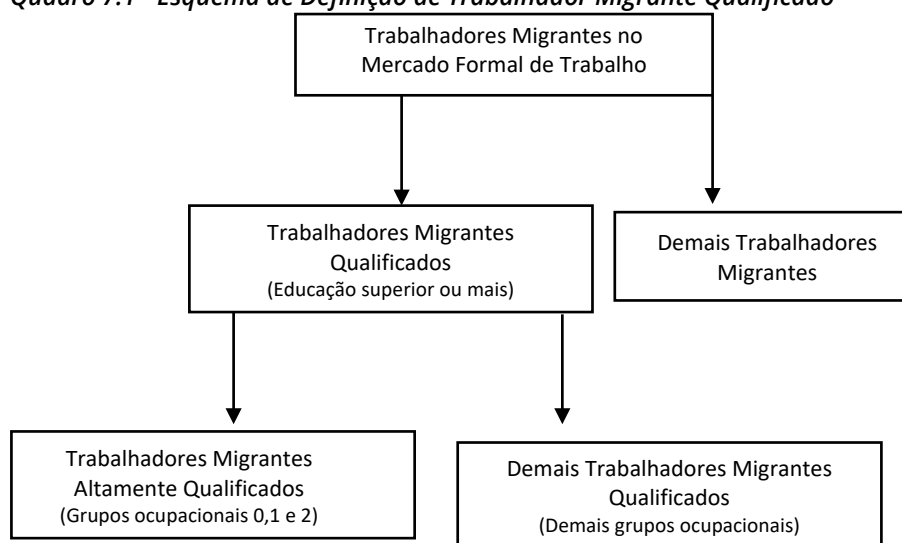 Quadro 7.1 - Esquema de Definição de Trabalhador Migrante Qualificado
Trabalhadores Migrantes no
Mercado Formal de Trabalho
Trabalhadores Migrantes
Qualificados
(Educação superior ou mais)
Demais Trabalhadores
Migrantes
Trabalhadores Migrantes
Altamente Qualificados
(Grupos ocupacionais 0,1 e 2)
Demais Trabalhadores Migrantes
Qualificados
(Demais grupos ocupacionais)